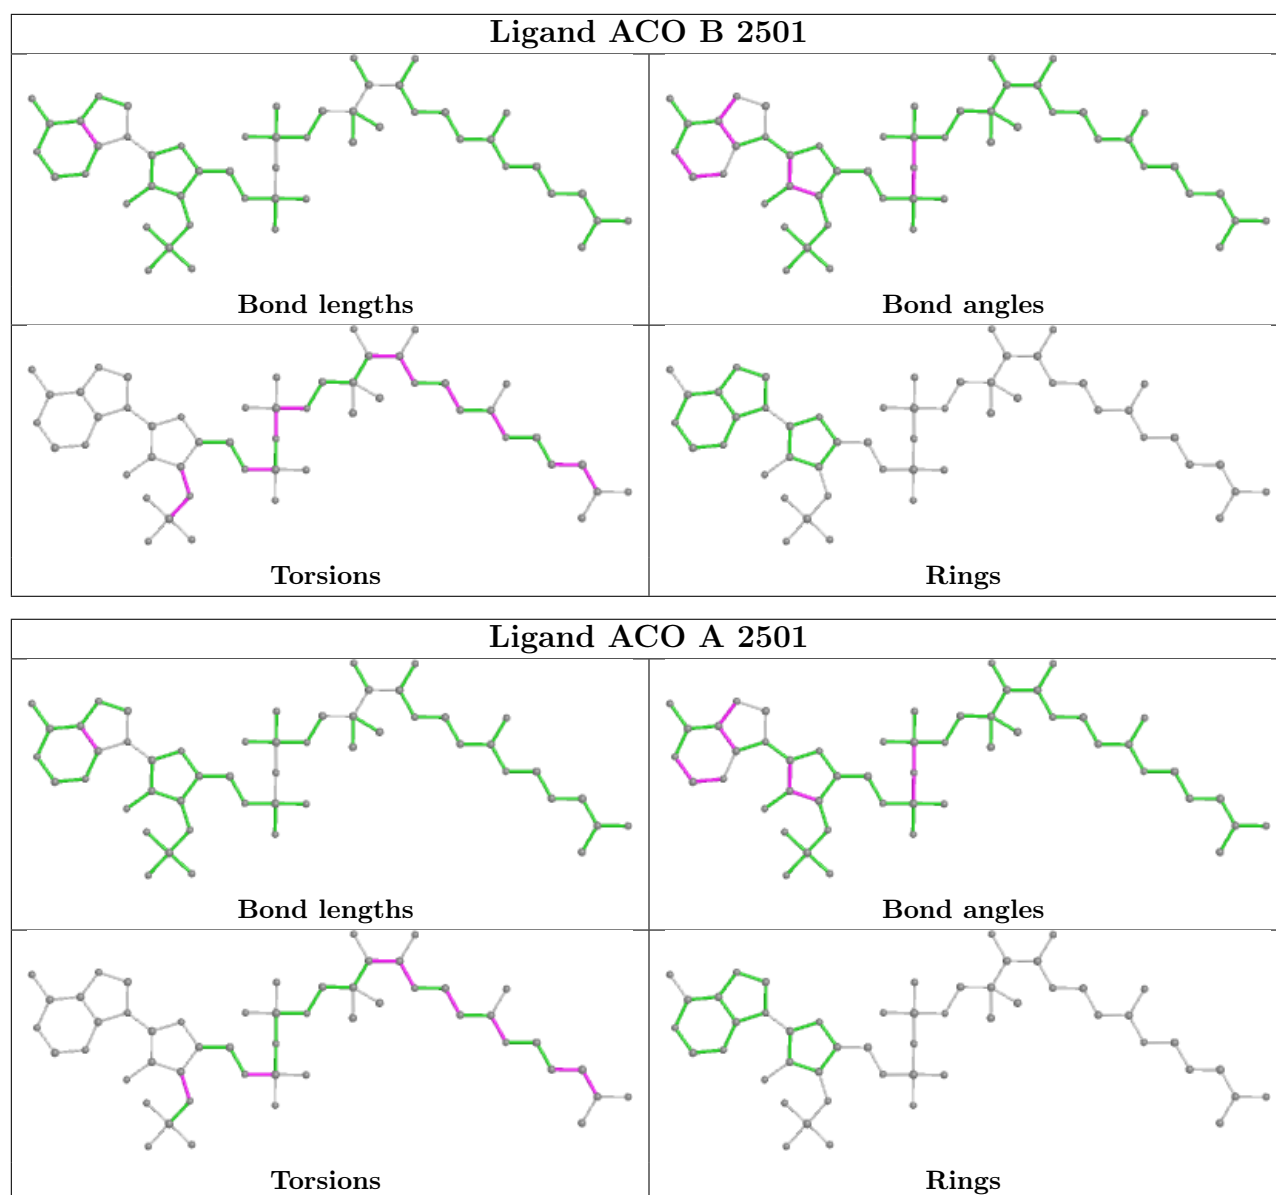 Ligand ACO B 2501
Bond lengths
Bond angles
Torsions
Rings
Ligand ACO A 2501
Bond lengths
Bond angles
Torsions
Rings